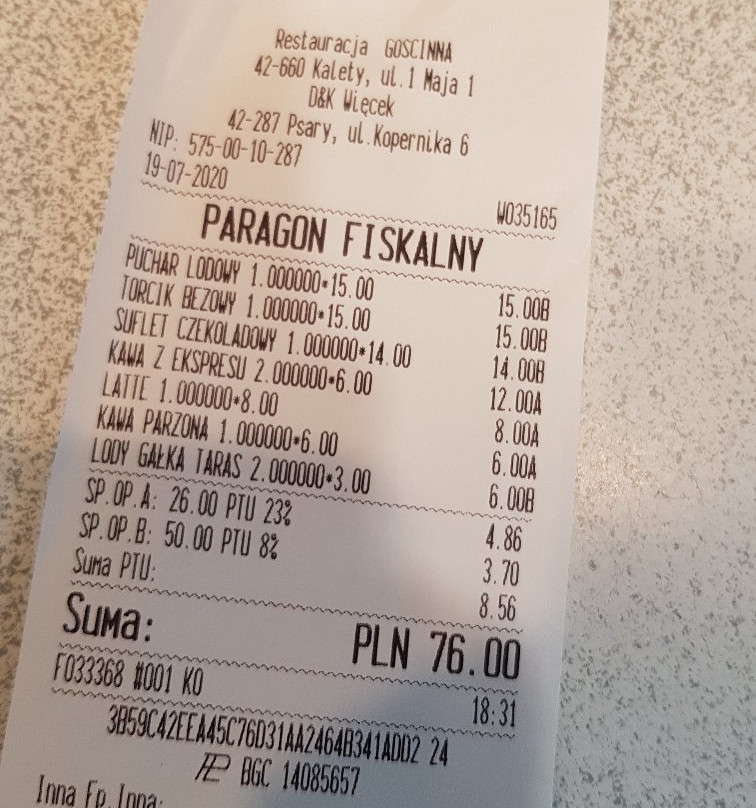 Restauracja GOSCINNA
42-660 Kalety, ul.1 Maja 1
D&K Więcek
42-287 Psary, ul.Kopernika 6
NIP: 575-00-10-287
19-07-2020 W035165
PARAGON FISKALNY
PUCHAR LODOWY 1.000000*15.00 15.00B
TORCIK BEZOWY 1.000000*15.00 15.00B
SUFLET CZEKOLADOWY 1.000000*14.00 14.00B
KAWA Z EKSPRESU 2.000000*6.00 12.00A
LATTE 1.000000*8.00 8.00A
KAWA PARZONA 1.000000*6.00 6.00A
LODY GAŁKA TARAS 2.000000*3.00 6.00B
SP.OP.A: 26.00 PTU 23% 4.86
SP.OP.B: 50.00 PTU 8% 3.70
Suma PTU: 8.56
Suma: PLN 76.00
F033368 #001 KO 18:31
3B59C42EEA45C76D31AA2464B341ADD2 24
BGC 14085657
Inna Fp.Inna: